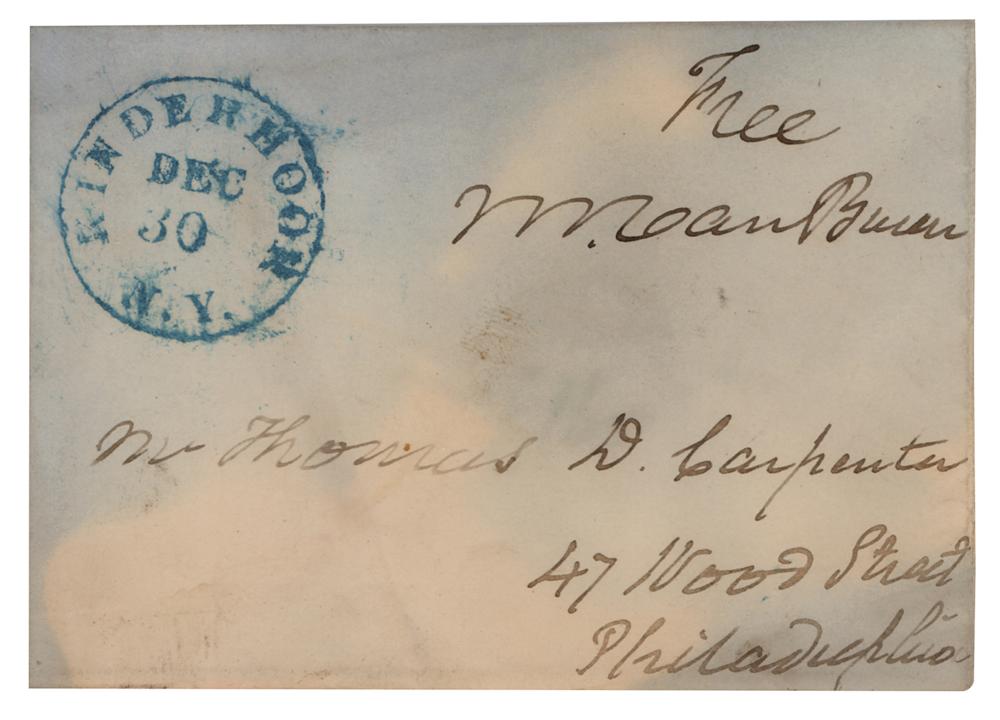 KINDERHOOK
DEC
30
N.Y.
Free
M. Van Buren
Mr Thomas D. Carpenter
47 Wood Street
Philadelphia